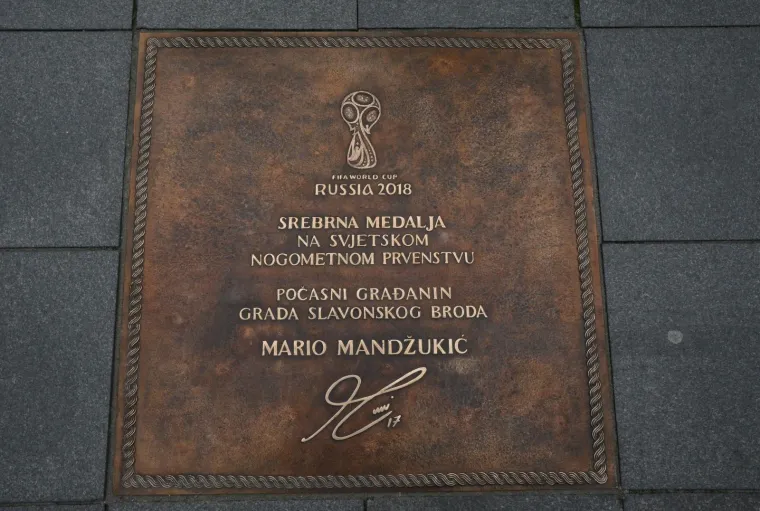 FIFA WORLD CUP
RUSSIA 2018
SREBRNA MEDALJA
NA SVJETSKOM
NOGOMETNOM PRVENSTVU
POČASNI GRAĐANIN
GRADA SLAVONSKOG BRODA
MARIO MANDŽUKIĆ
17